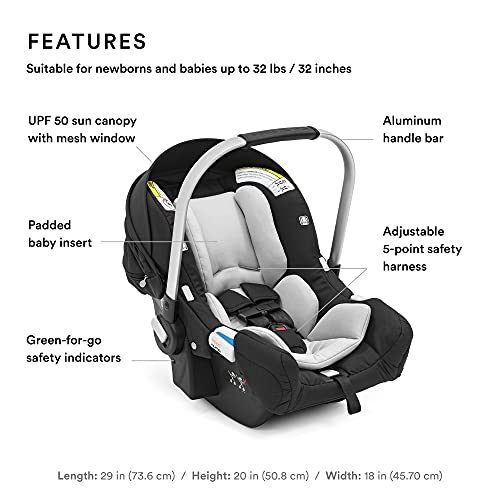 FEATURES
Suitable for newborns and babies up to 32 lbs / 32 inches
UPF 50 sun canopy
with mesh window
Aluminum
handle bar
Padded
baby insert
Adjustable
5-point safety
harness
Green-for-go
safety indicators
Length: 29 in (73.6 cm) / Height: 20 in (50.8 cm) / Width: 18 in (45.70 cm)